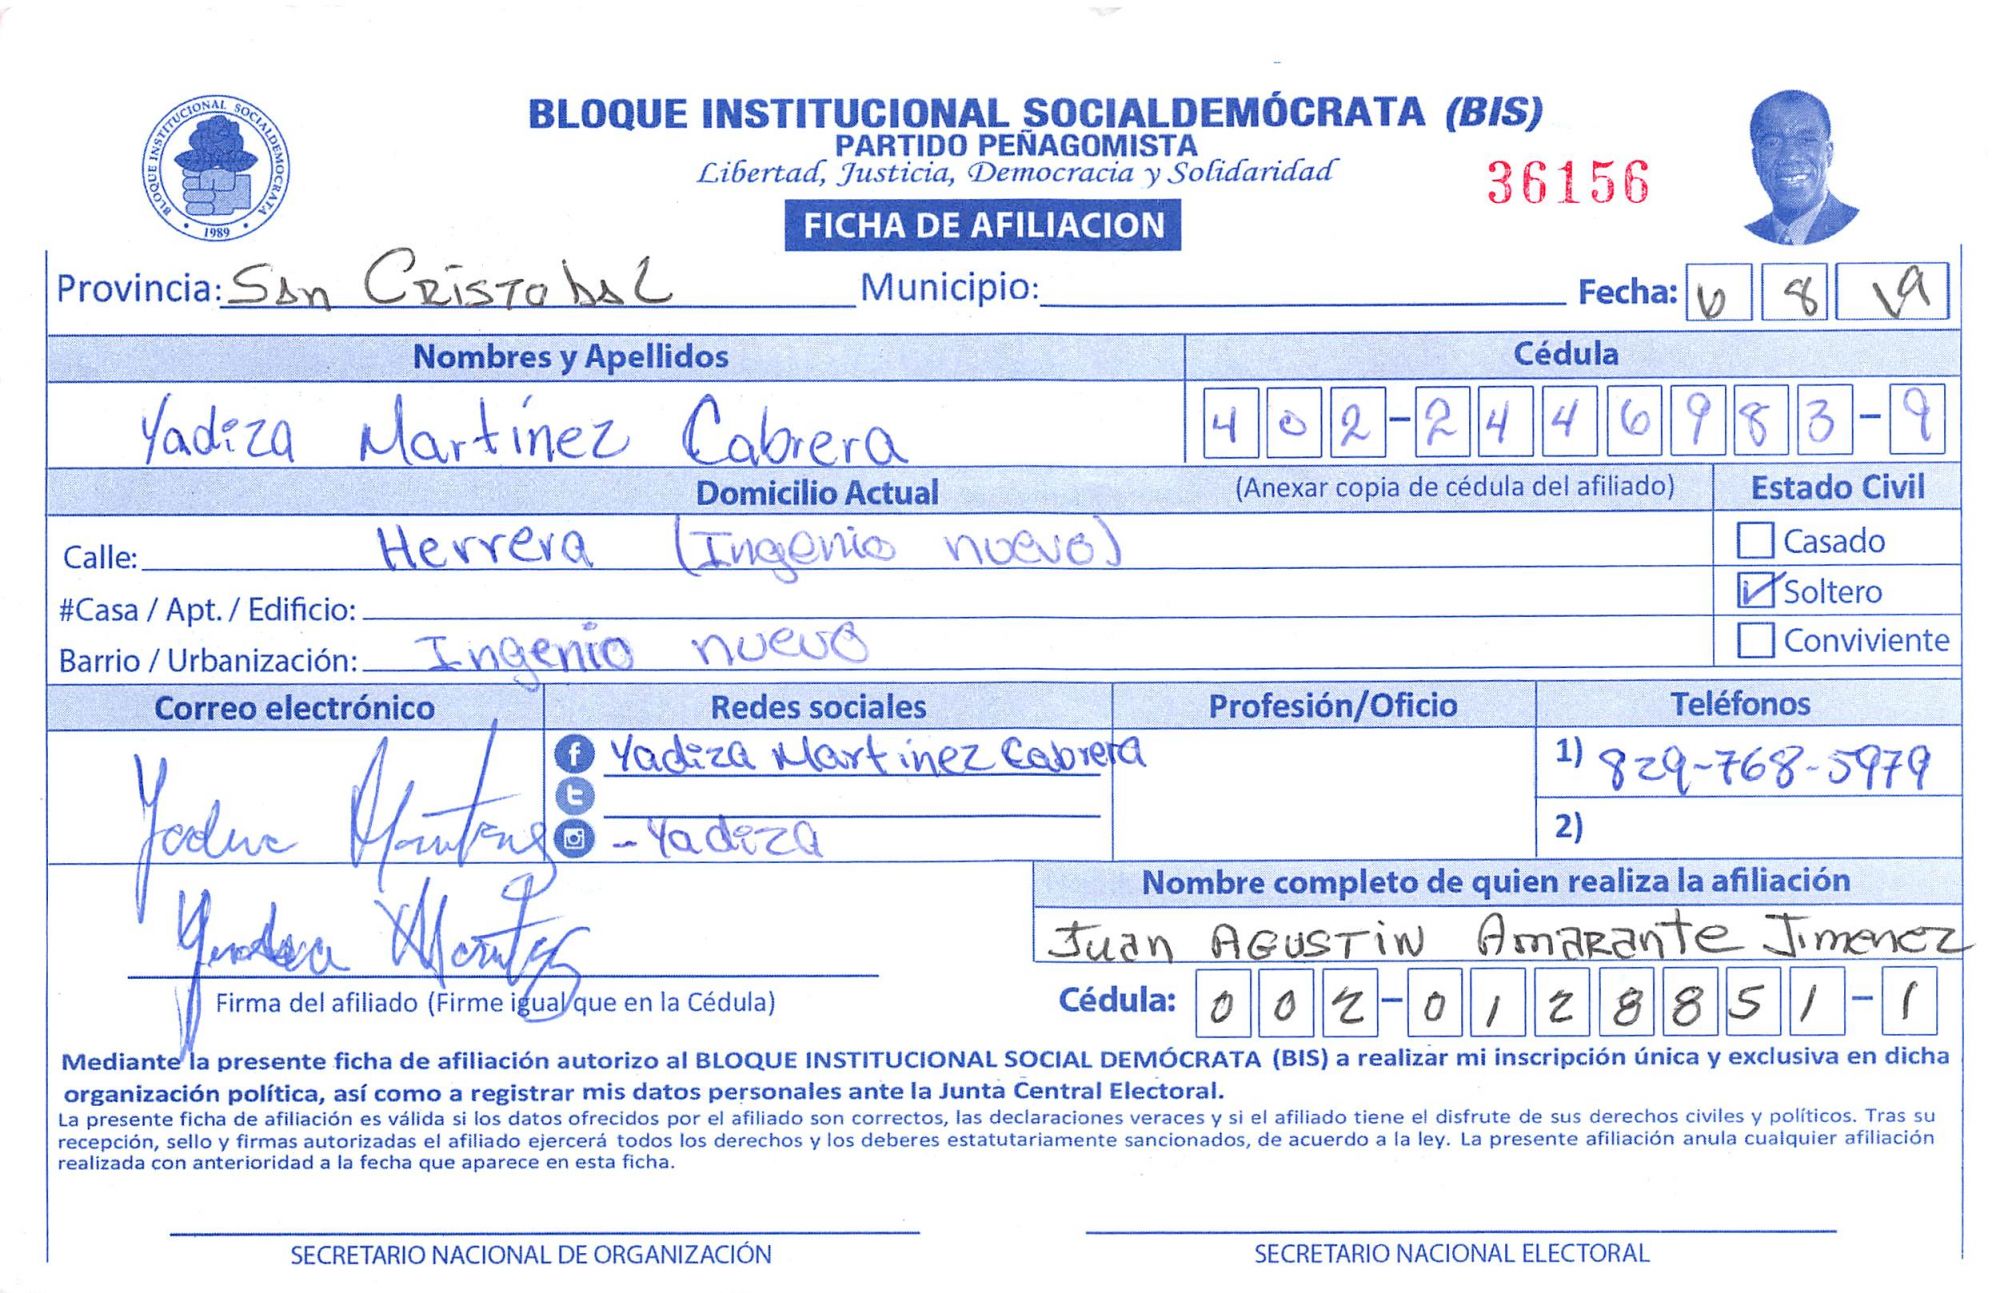 BLOQUE INSTITUCIONAL SOCIALDEMOCRATA
1989
BLOQUE INSTITUCIONAL SOCIALDEMÓCRATA (BIS)
PARTIDO PEÑAGOMISTA
Libertad, Justicia, Democracia y Solidaridad
36156
FICHA DE AFILIACION
Provincia: San Cristobal Municipio: Fecha: 6 8 19
Nombres y Apellidos Cédula
Yadiza Martínez Cabrera 402-2446983-9
Domicilio Actual (Anexar copia de cédula del afiliado) Estado Civil
Calle: Herrera (Ingenio nuevo) Casado
#Casa / Apt. / Edificio: Soltero
Barrio / Urbanización: Ingenio nuevo Conviviente
Correo electrónico Redes sociales Profesión/Oficio Teléfonos
Yadiza Martinez Cabrera 1) 829-768-5979
-Yadiza 2)
Nombre completo de quien realiza la afiliación
Juan AGUSTIN Amarante Jimenez
Firma del afiliado (Firme igual que en la Cédula) Cédula: 002-0128851-1
Mediante la presente ficha de afiliación autorizo al BLOQUE INSTITUCIONAL SOCIAL DEMÓCRATA (BIS) a realizar mi inscripción única y exclusiva en dicha
organización política, así como a registrar mis datos personales ante la Junta Central Electoral.
La presente ficha de afiliación es válida si los datos ofrecidos por el afiliado son correctos, las declaraciones veraces y si el afiliado tiene el disfrute de sus derechos civiles y políticos. Tras su
recepción, sello y firmas autorizadas el afiliado ejercerá todos los derechos y los deberes estatutariamente sancionados, de acuerdo a la ley. La presente afiliación anula cualquier afiliación
realizada con anterioridad a la fecha que aparece en esta ficha.
SECRETARIO NACIONAL DE ORGANIZACIÓN SECRETARIO NACIONAL ELECTORAL